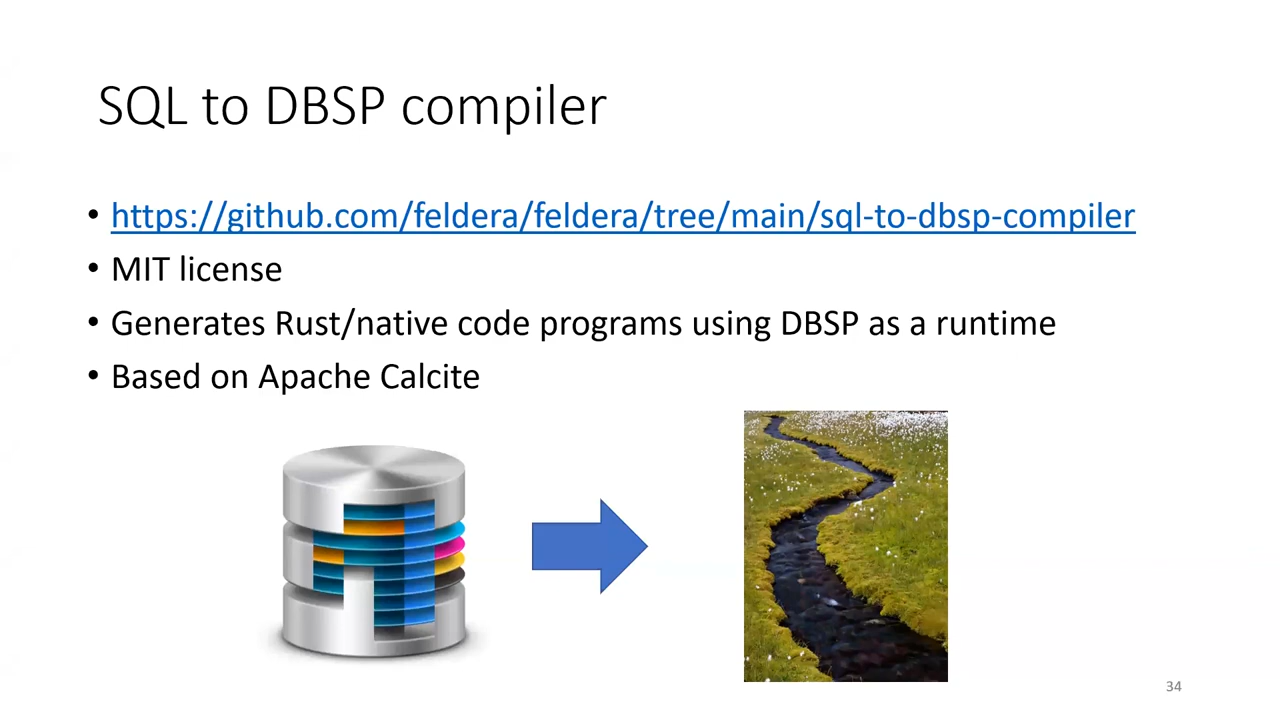 SQL to DBSP compiler
• https://github.com/feldera/feldera/tree/main/sql-to-dbsp-compiler
• MIT license
• Generates Rust/native code programs using DBSP as a runtime
• Based on Apache Calcite
34